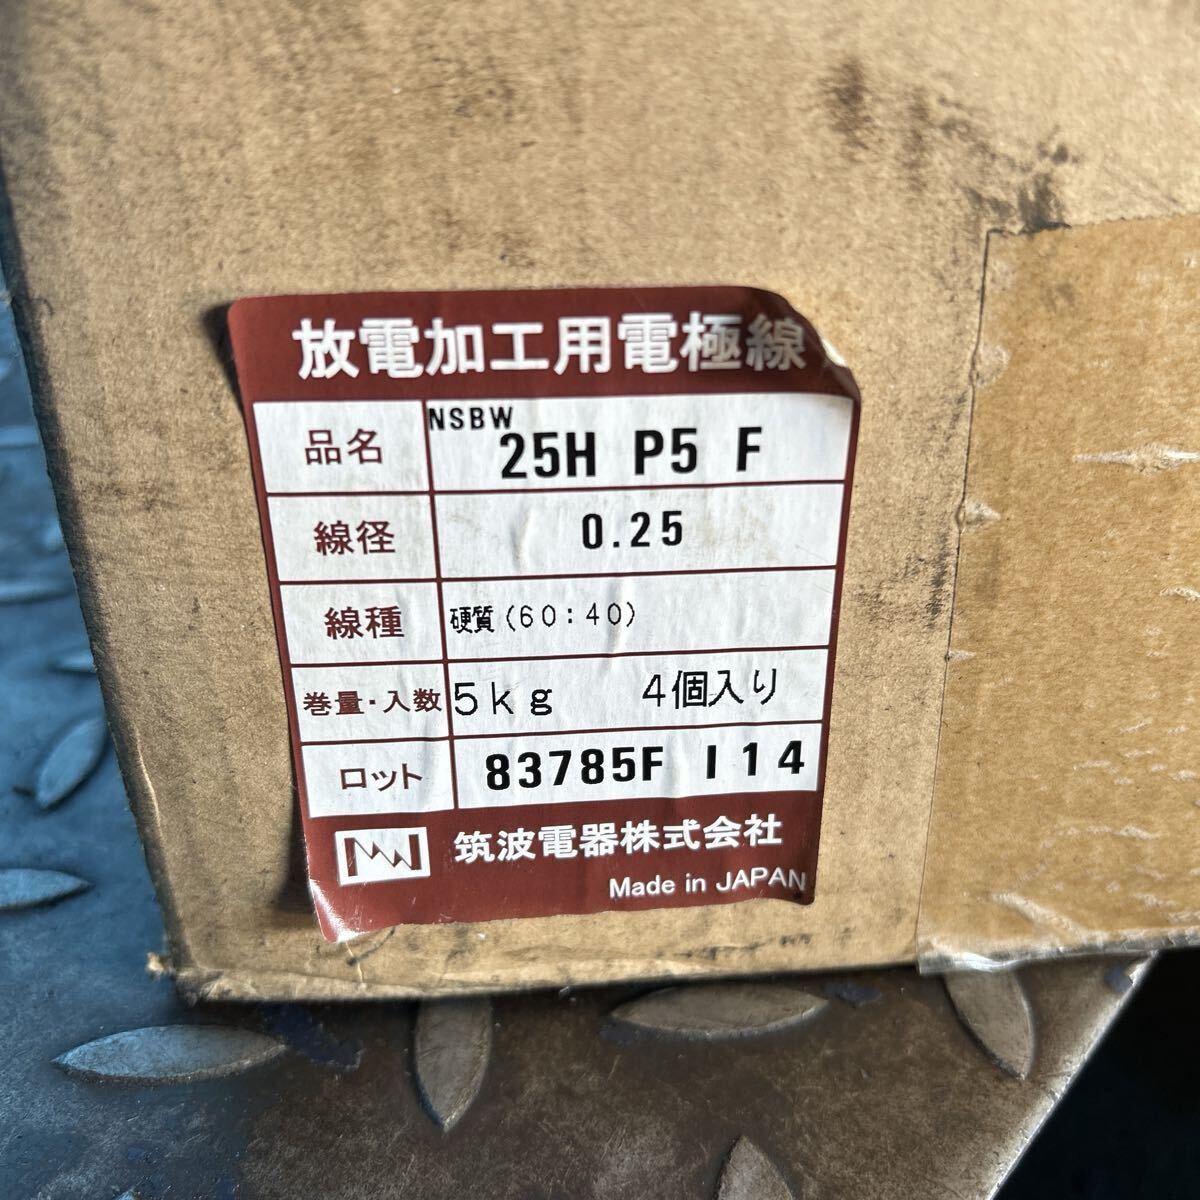 放電加工用電極線
品名 NSBW 25H P5 F
線径 0.25
線種 硬質(60:40)
巻量・入数 5kg 4個入り
ロット 83785F I14
筑波電器株式会社
Made in JAPAN